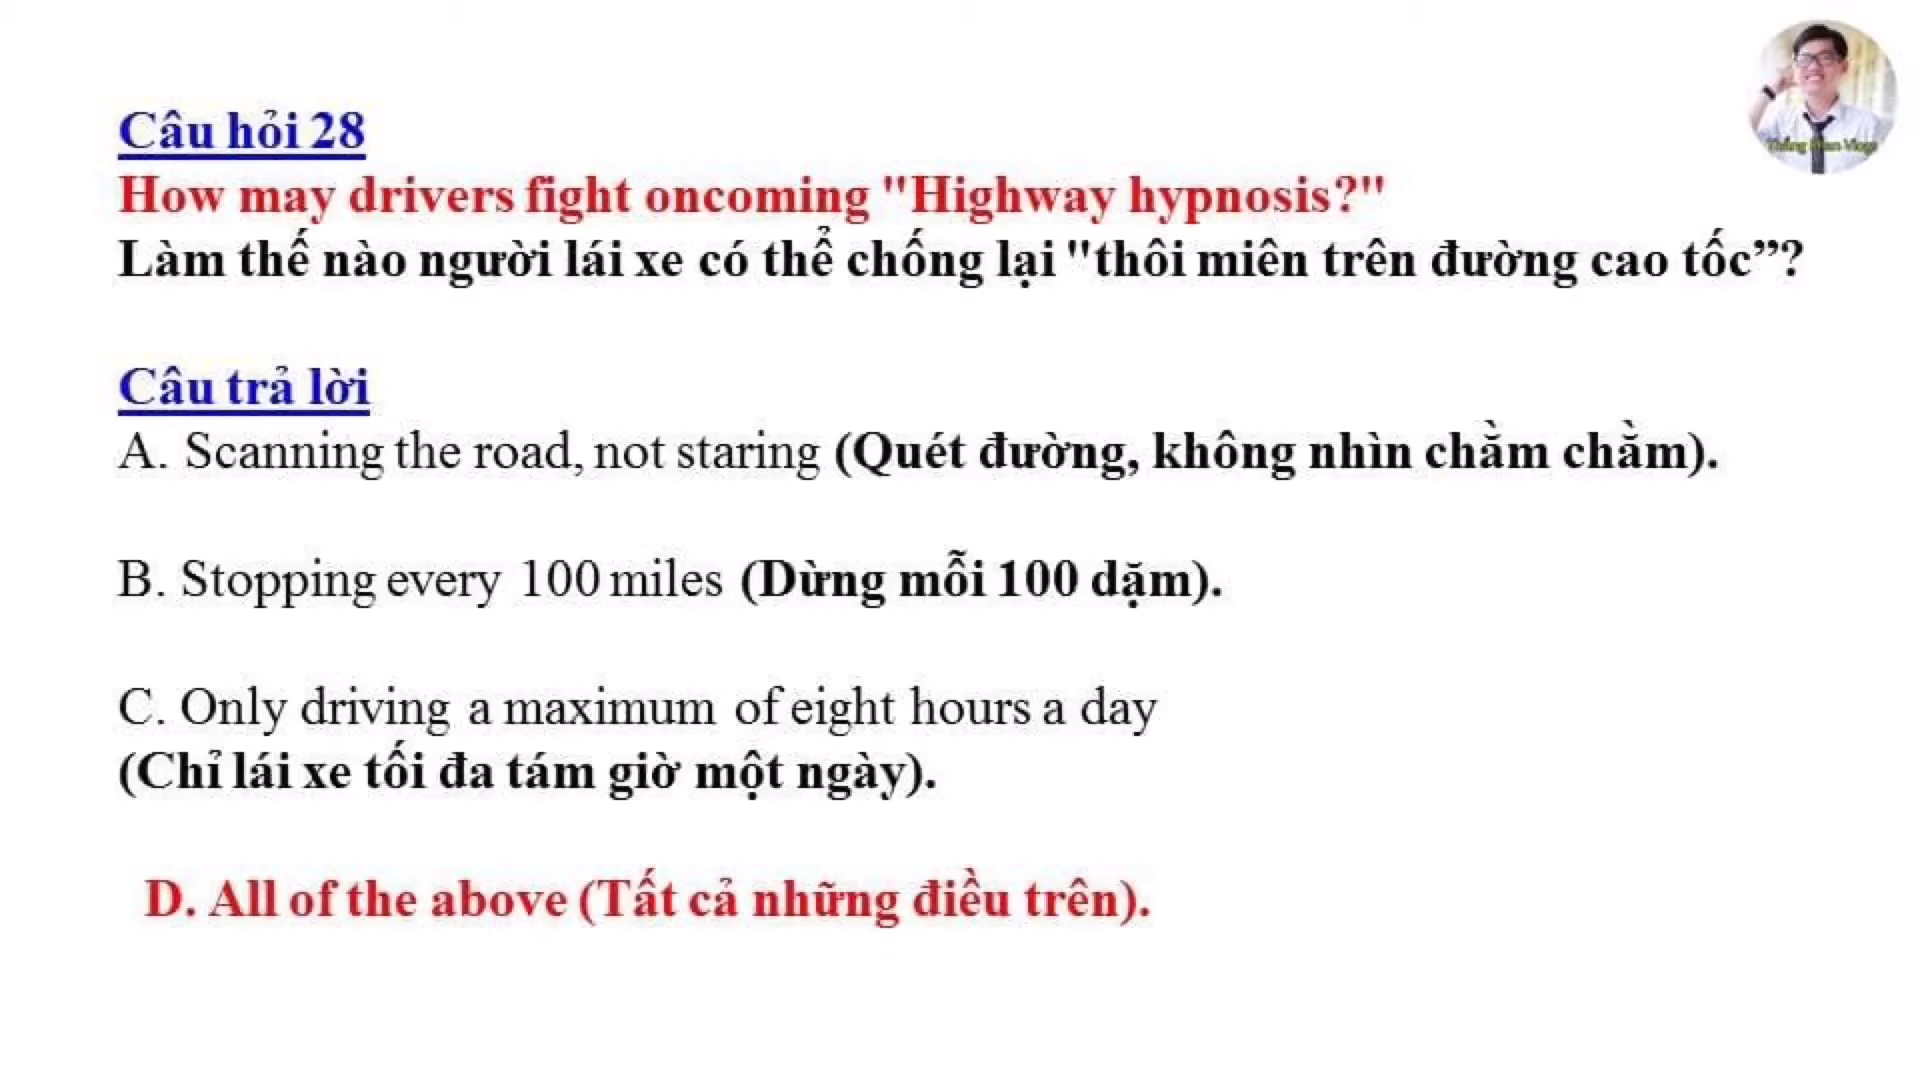 Câu hỏi 28
How may drivers fight oncoming "Highway hypnosis?"
Làm thế nào người lái xe có thể chống lại "thôi miên trên đường cao tốc”?
Câu trả lời
A. Scanning the road, not staring (Quét đường, không nhìn chằm chằm).
B. Stopping every 100 miles (Dừng mỗi 100 dặm).
C. Only driving a maximum of eight hours a day
(Chỉ lái xe tối đa tám giờ một ngày).
D. All of the above (Tất cả những điều trên).